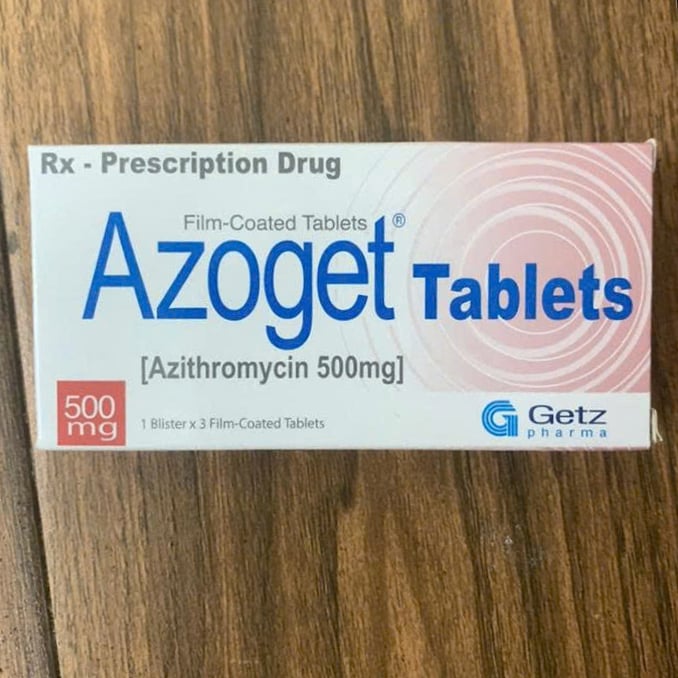 Rx - Prescription Drug
Film-Coated Tablets
Azoget® Tablets
[Azithromycin 500mg]
500
mg
1 Blister x 3 Film-Coated Tablets
Getz
pharma